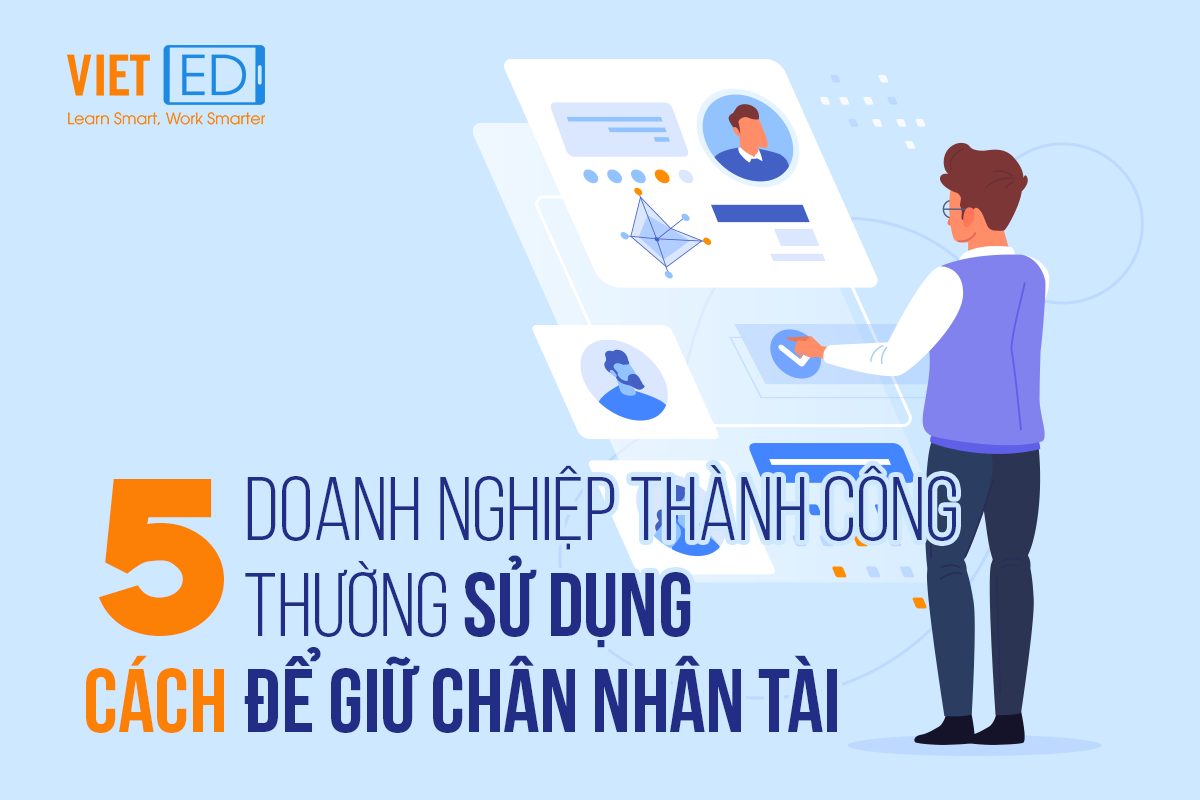 VIET ED
Learn Smart, Work Smarter
5 CÁCH
DOANH NGHIỆP THÀNH CÔNG
THƯỜNG SỬ DỤNG
ĐỂ GIỮ CHÂN NHÂN TÀI